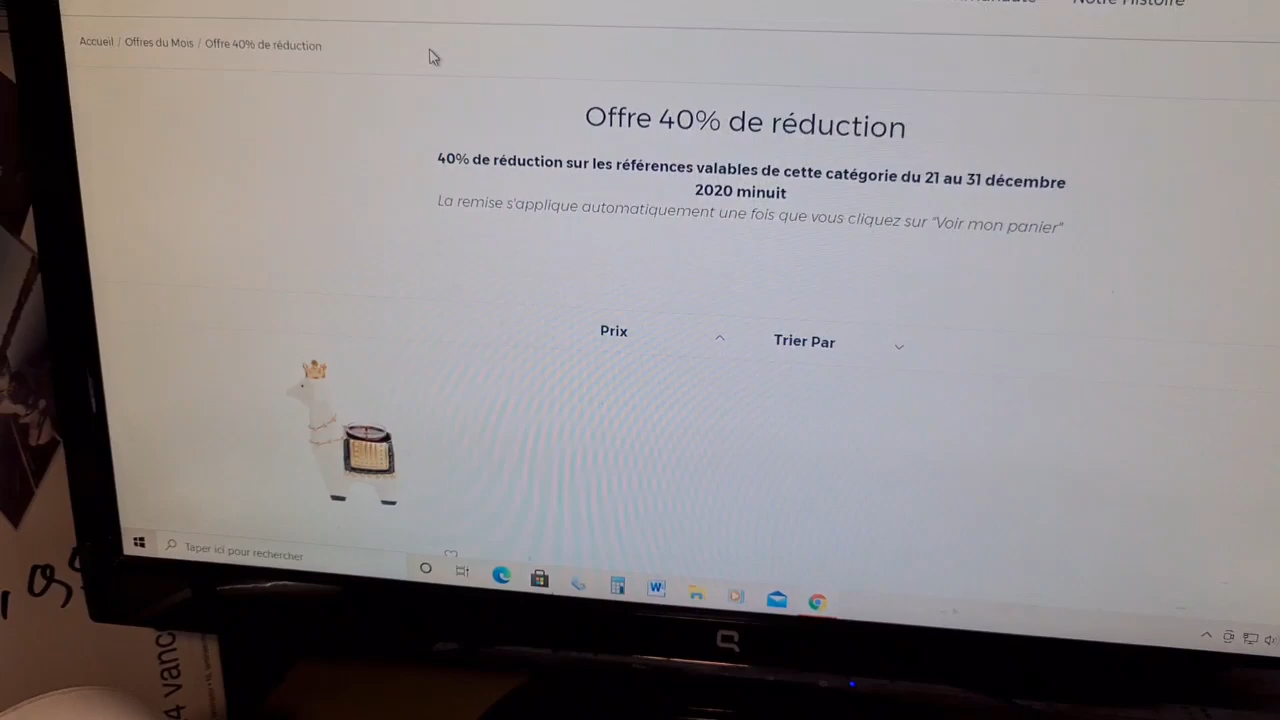 Notre Histoire
Accueil / Offres du Mois / Offre 40% de réduction
Offre 40% de réduction
40% de réduction sur les références valables de cette catégorie du 21 au 31 décembre
2020 minuit
La remise s'applique automatiquement une fois que vous cliquez sur "Voir mon panier"
Prix
Trier Par
Taper ici pour rechercher